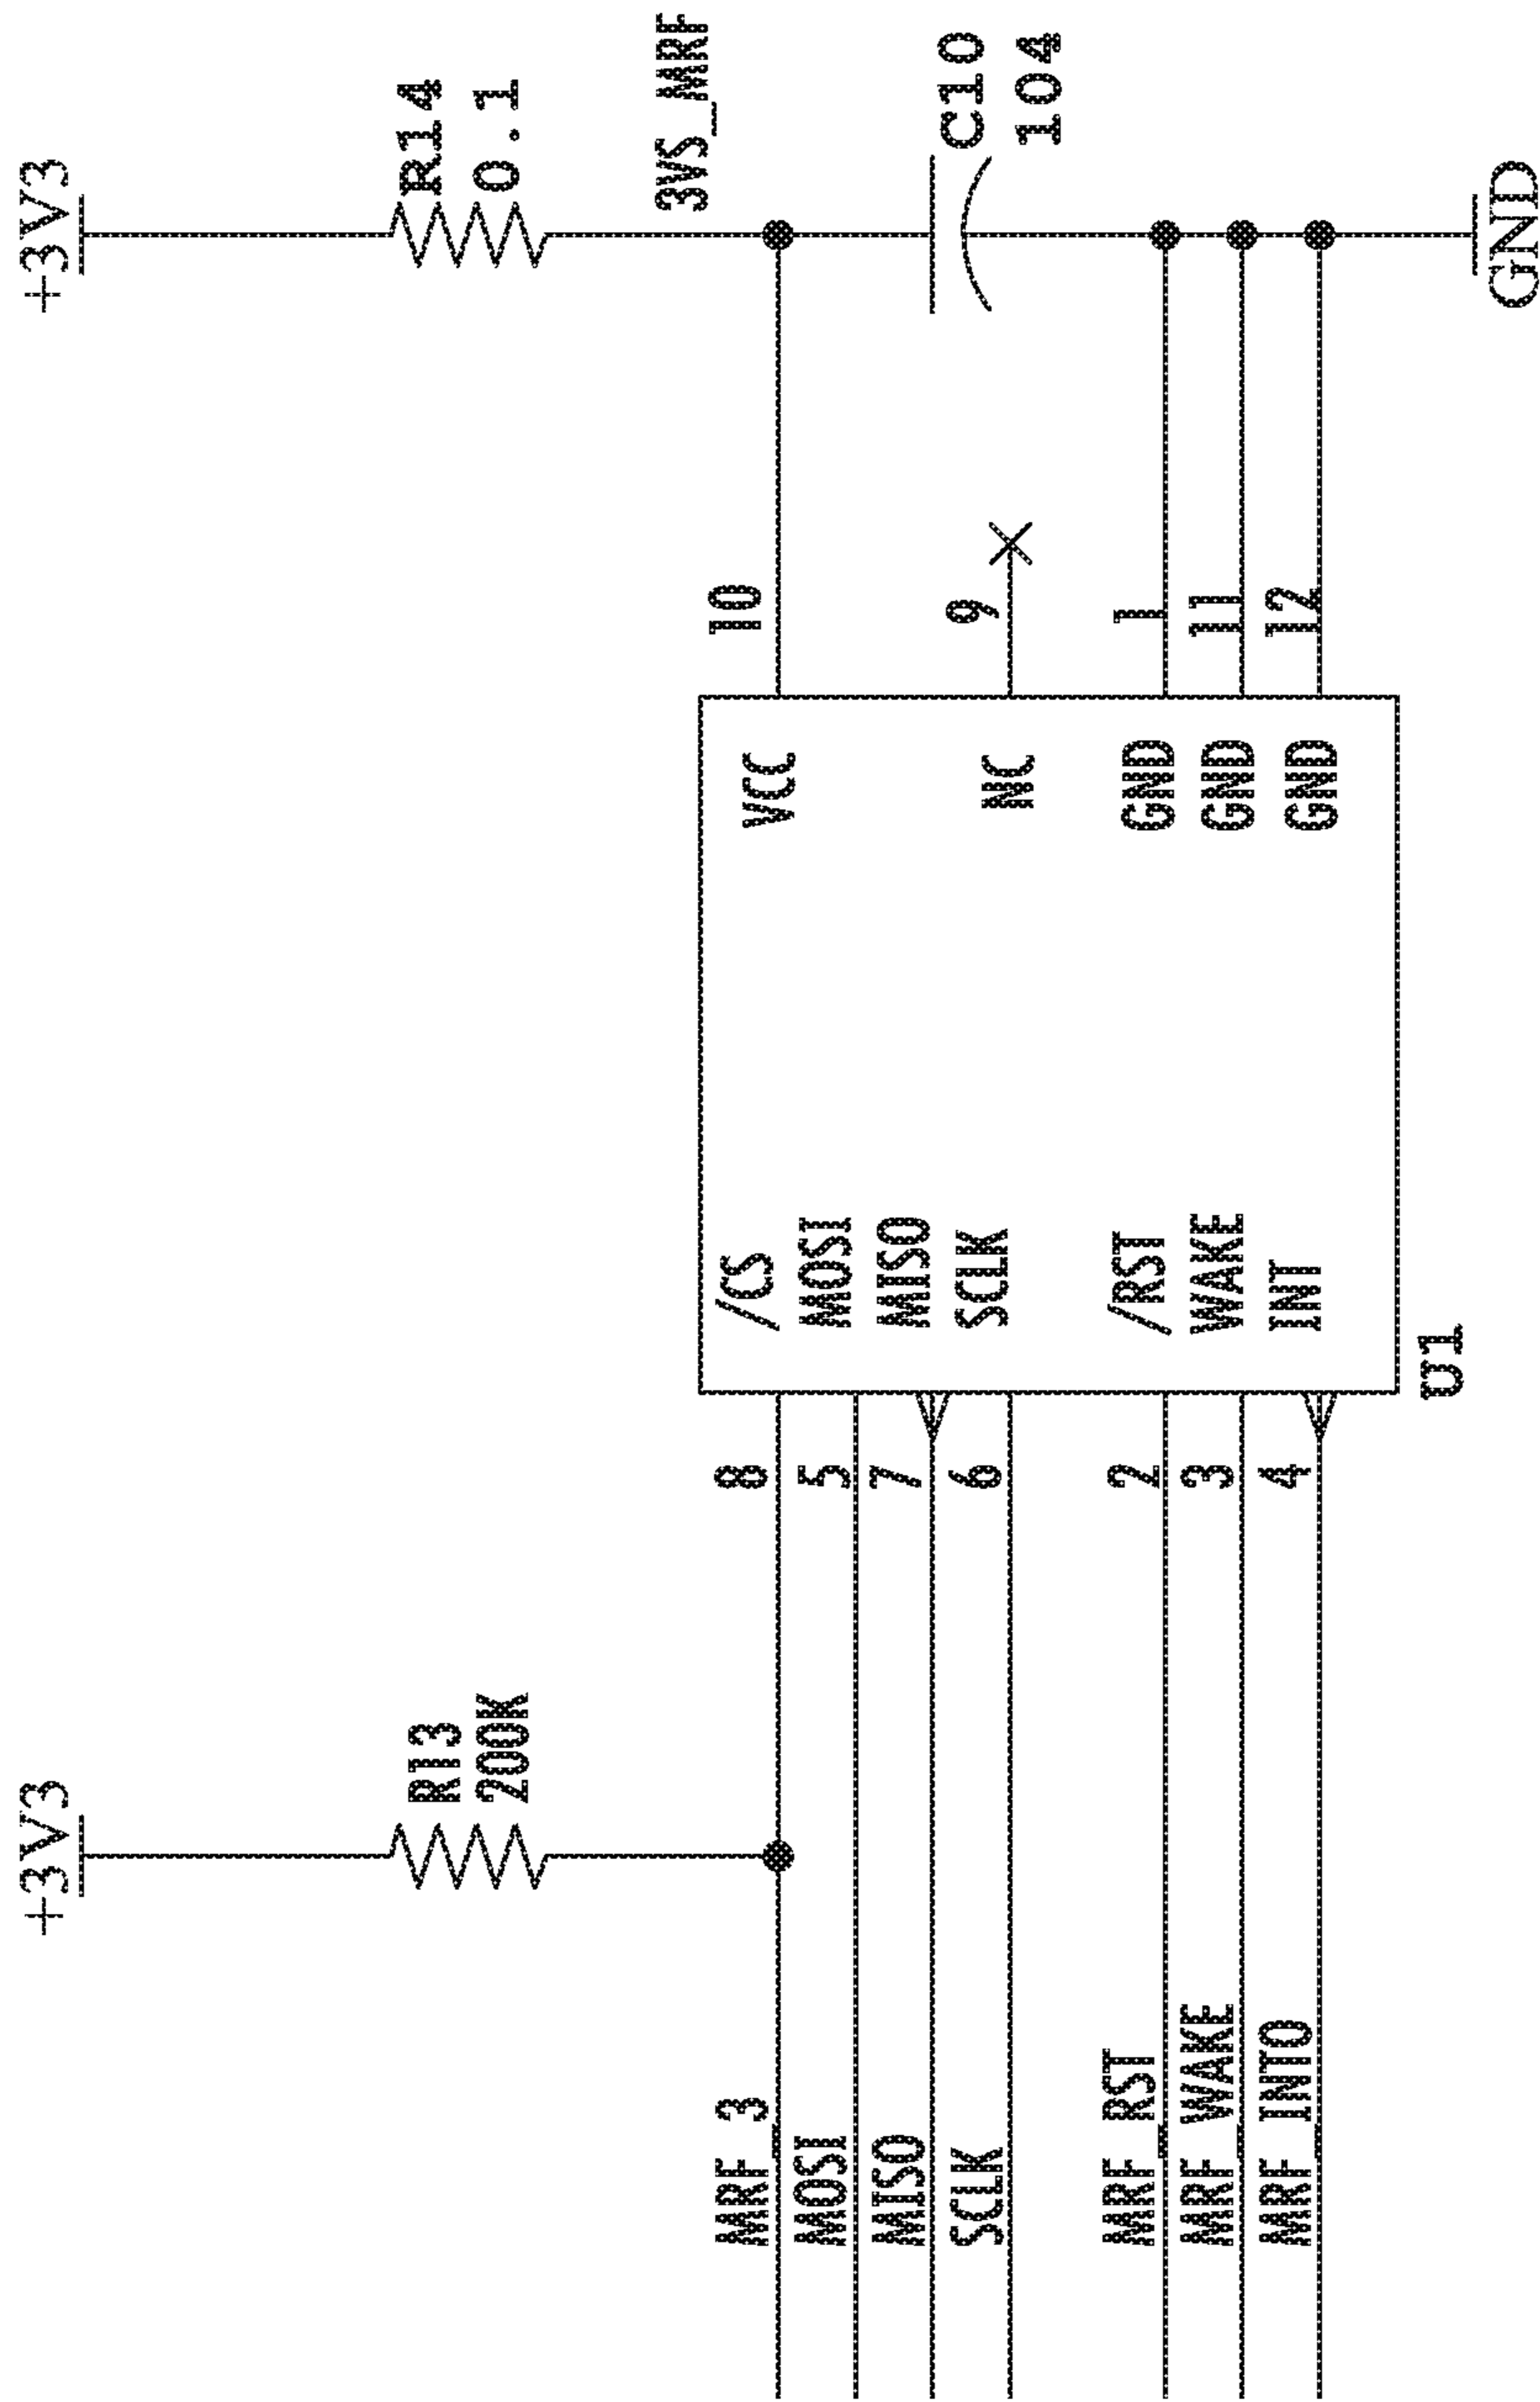 +3V3
R13
200K
+3V3
R14
0.1
3VS_MRF
C10
104
MRF_3
8
/CS
VCC
10
MOSI
5
MOSI
MISO
7
MISO
SCLK
6
SCLK
NC
9
MRF_RST
2
/RST
GND
1
MRF_WAKE
3
WAKE
GND
11
MRF_INT0
4
INT
GND
12
U1
GND